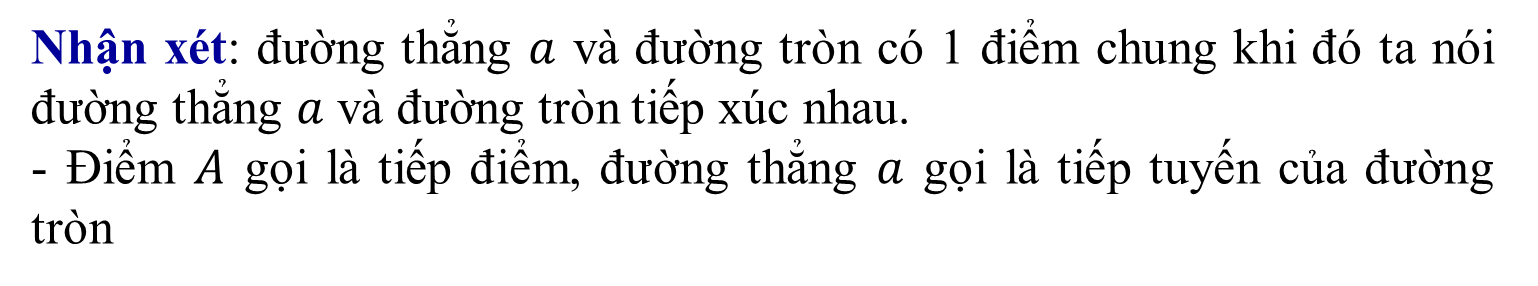 Nhận xét: đường thẳng a và đường tròn có 1 điểm chung khi đó ta nói
đường thẳng a và đường tròn tiếp xúc nhau.
- Điểm A gọi là tiếp điểm, đường thẳng a gọi là tiếp tuyến của đường
tròn